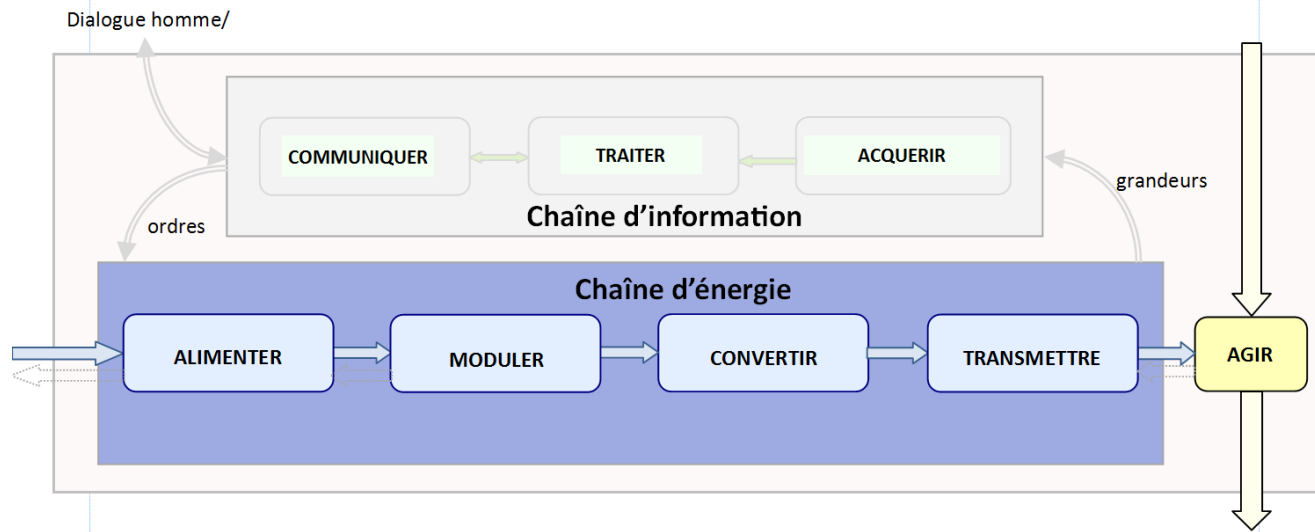 Dialogue homme/
COMMUNIQUER
TRAITER
ACQUERIR
grandeurs
ordres
Chaîne d'information
Chaîne d'énergie
ALIMENTER
MODULER
CONVERTIR
TRANSMETTRE
AGIR